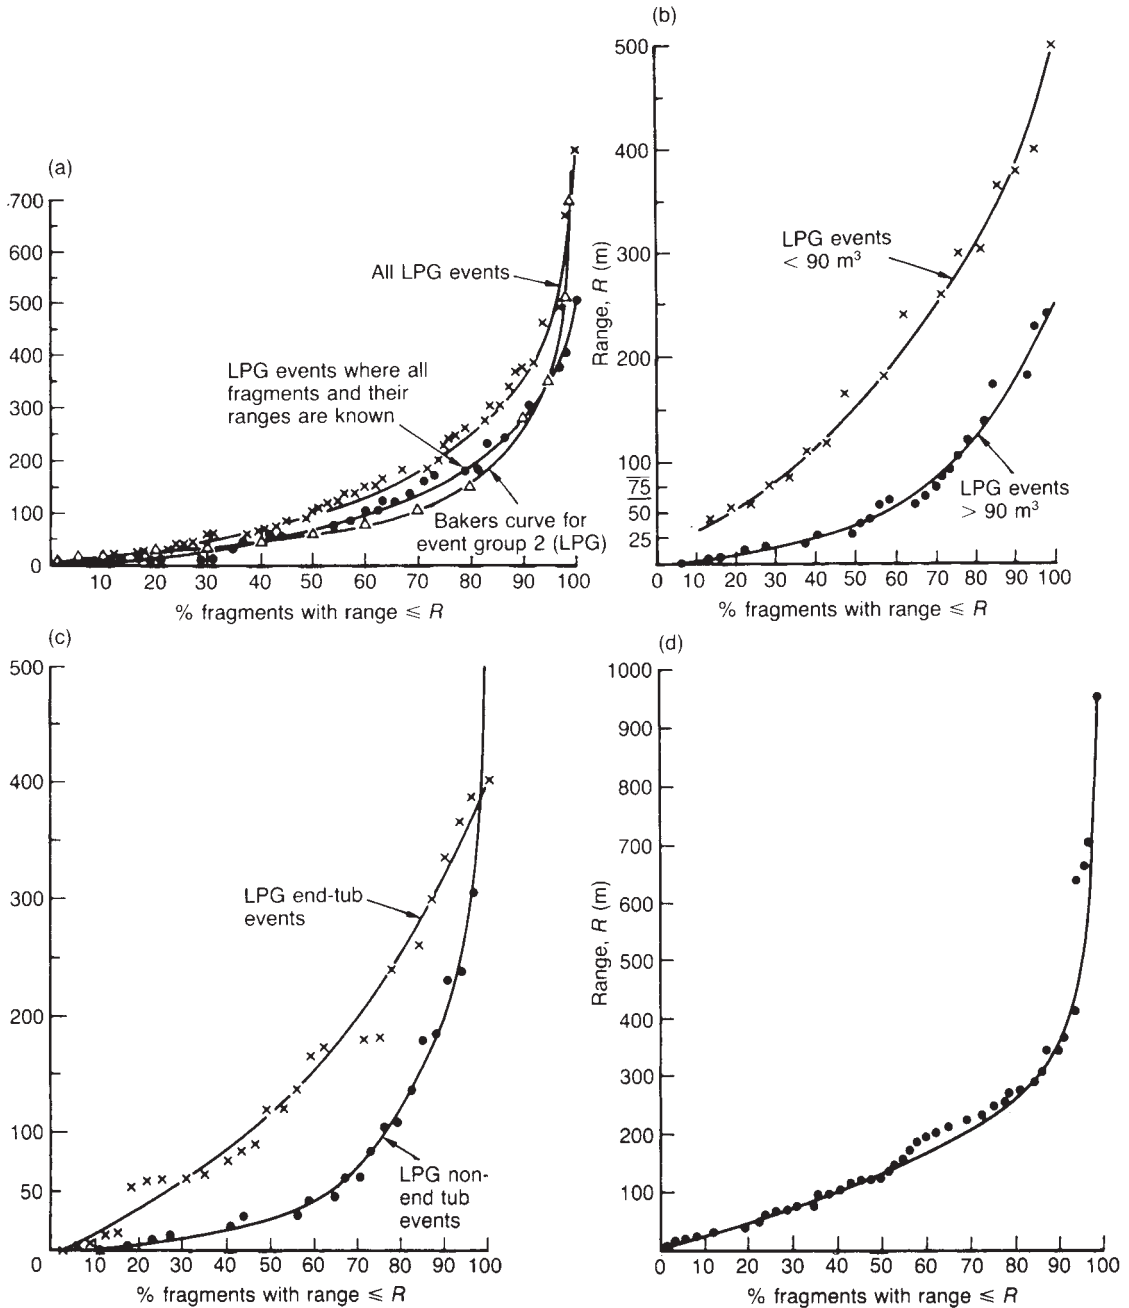 (a)
700
600
500
400
300
200
100
0
10 20 30 40 50 60 70 80 90 100
% fragments with range ⩽ R
All LPG events
LPG events where all
fragments and their
ranges are known
Bakers curve for
event group 2 (LPG)
(b)
500
400
300
200
100
75
50
25
0 10 20 30 40 50 60 70 80 90 100
Range, R (m)
% fragments with range ⩽ R
LPG events
< 90 m³
LPG events
> 90 m³
(c)
500
400
300
200
100
50
0 10 20 30 40 50 60 70 80 90 100
% fragments with range ⩽ R
LPG end-tub
events
LPG non-
end tub
events
(d)
1000
900
800
700
600
500
400
300
200
100
0 10 20 30 40 50 60 70 80 90 100
Range, R (m)
% fragments with range ⩽ R